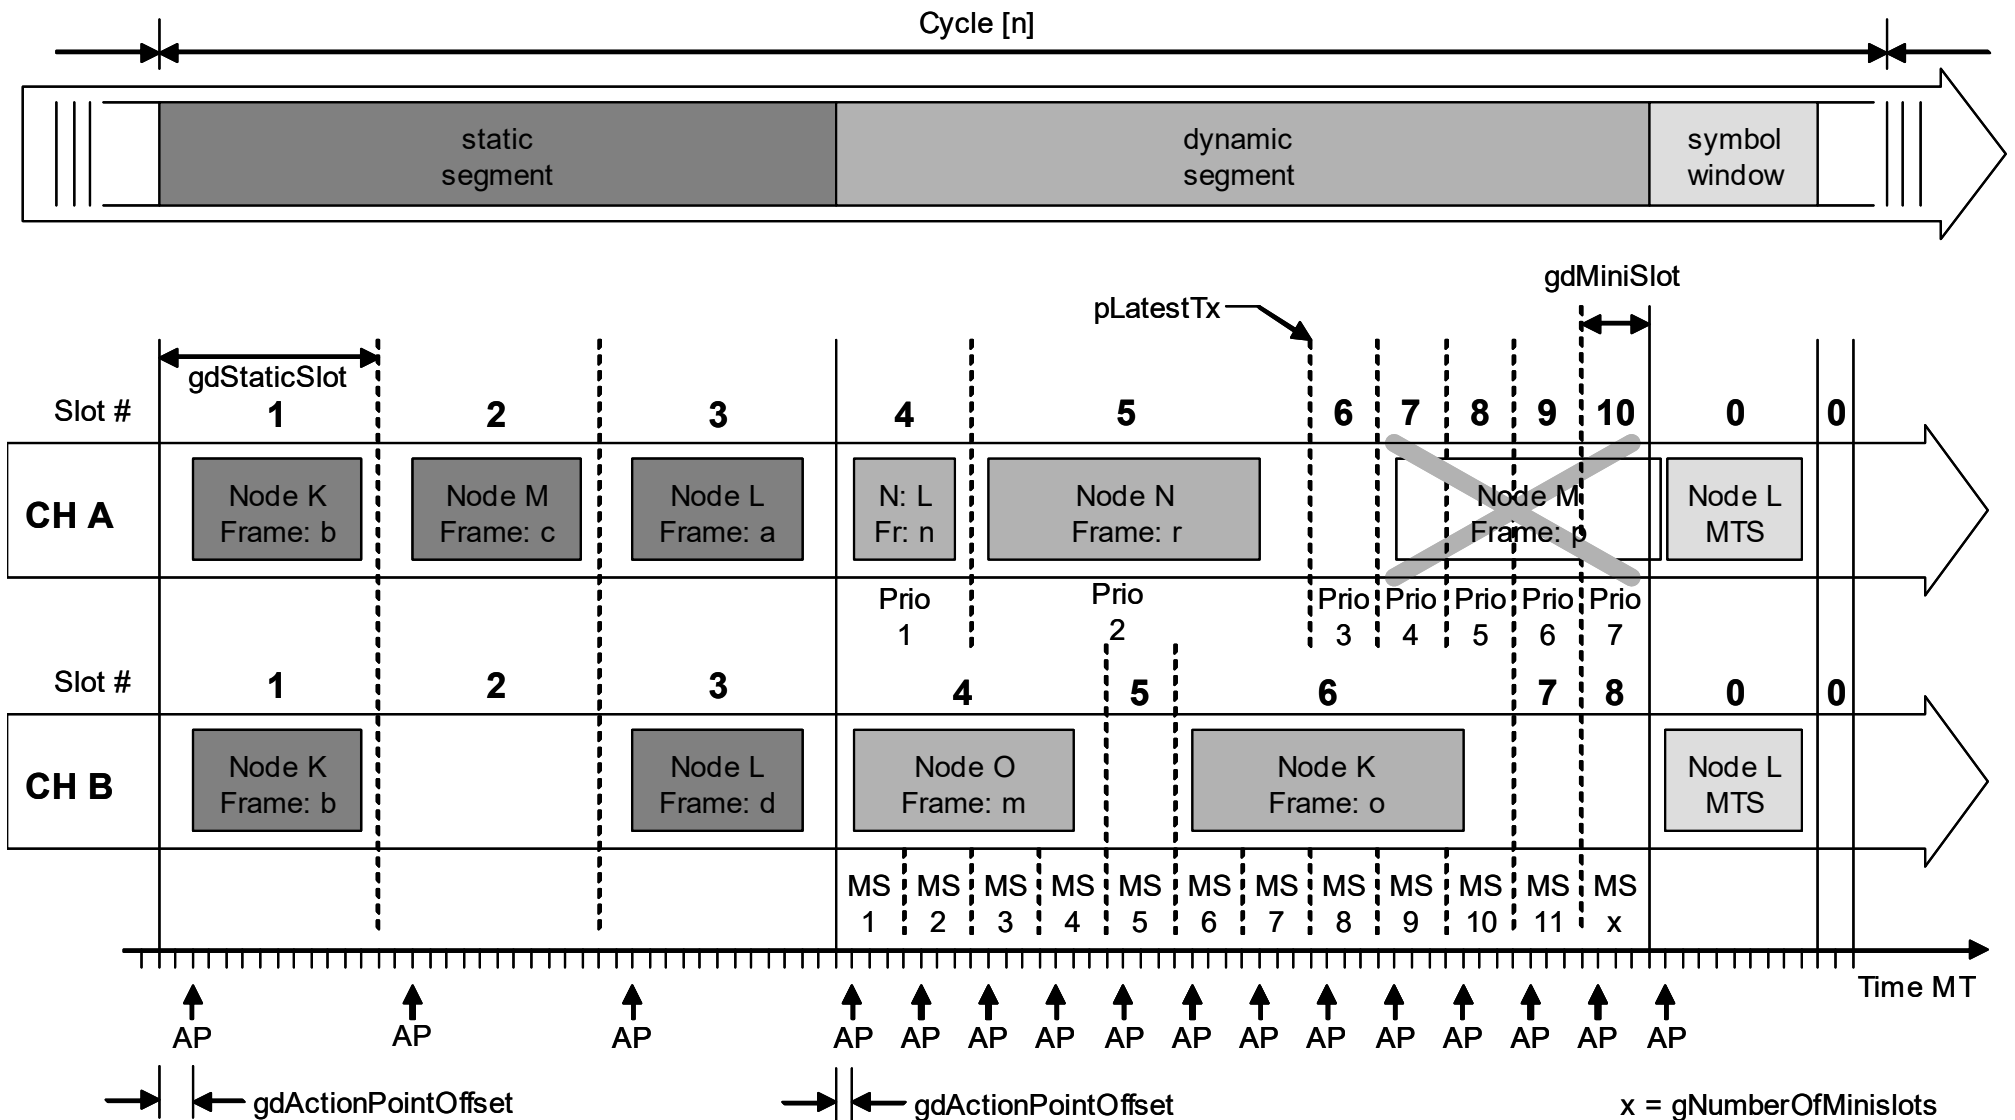 Cycle [n]
static
segment
dynamic
segment
symbol
window
gdMiniSlot
pLatestTx
gdStaticSlot
Slot # 1 2 3 4 5 6 7 8 9 10 0 0
CH A
Node K
Frame: b
Node M
Frame: c
Node L
Frame: a
N: L
Fr: n
Node N
Frame: r
Node M
Frame: p
Node L
MTS
Prio
1
Prio
2
Prio
3
Prio
4
Prio
5
Prio
6
Prio
7
Slot # 1 2 3 4 5 6 7 8 0 0
CH B
Node K
Frame: b
Node L
Frame: d
Node O
Frame: m
Node K
Frame: o
Node L
MTS
MS
1
MS
2
MS
3
MS
4
MS
5
MS
6
MS
7
MS
8
MS
9
MS
10
MS
11
MS
x
Time MT
AP AP AP AP AP AP AP AP AP AP AP AP AP AP AP AP
gdActionPointOffset
gdActionPointOffset
x = gNumberOfMinislots